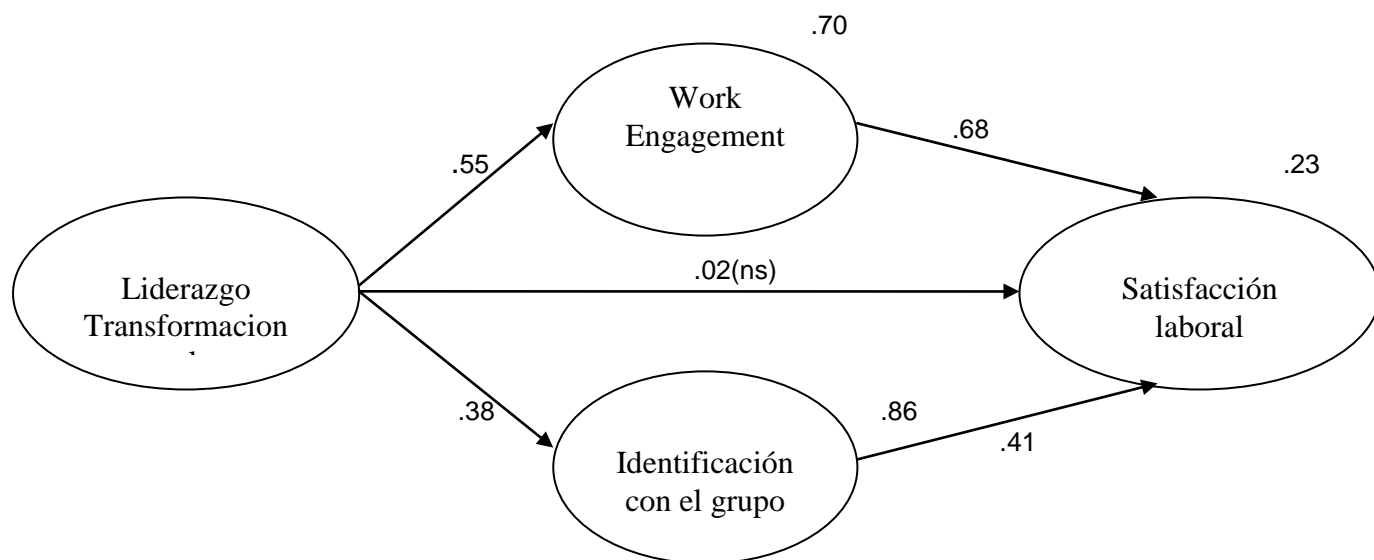 .70
Work
Engagement
.68
.23
.55
.02(ns)
Liderazgo
Transformacion
Satisfacción
laboral
.38
.86
.41
Identificación
con el grupo